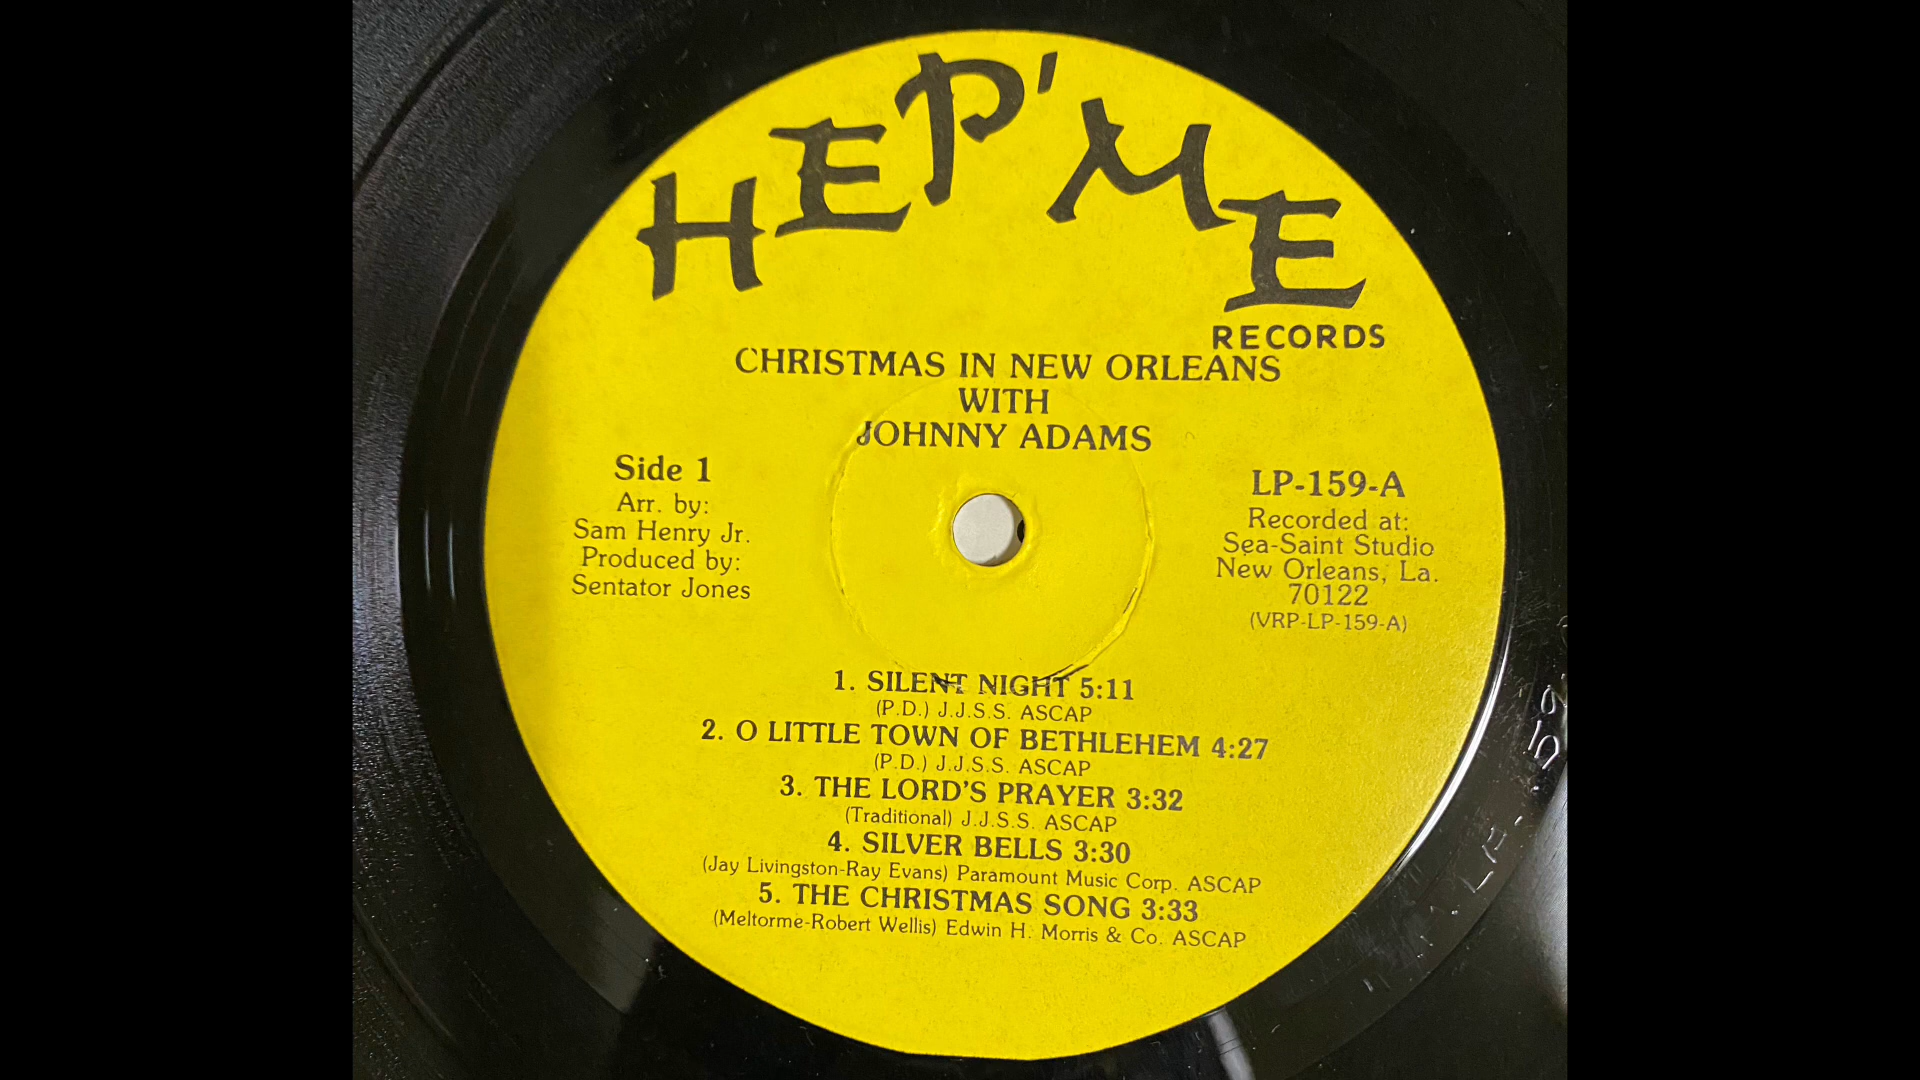 HEP' ME
RECORDS
CHRISTMAS IN NEW ORLEANS
WITH
JOHNNY ADAMS
Side 1
Arr. by:
Sam Henry Jr.
Produced by:
Sentator Jones
LP-159-A
Recorded at:
Sea-Saint Studio
New Orleans, La.
70122
(VRP-LP-159-A)
1. SILENT NIGHT 5:11
(P.D.) J.J.S.S. ASCAP
2. O LITTLE TOWN OF BETHLEHEM 4:27
(P.D.) J.J.S.S. ASCAP
3. THE LORD'S PRAYER 3:32
(Traditional) J.J.S.S. ASCAP
4. SILVER BELLS 3:30
(Jay Livingston-Ray Evans) Paramount Music Corp. ASCAP
5. THE CHRISTMAS SONG 3:33
(Meltorme-Robert Wellis) Edwin H. Morris & Co. ASCAP